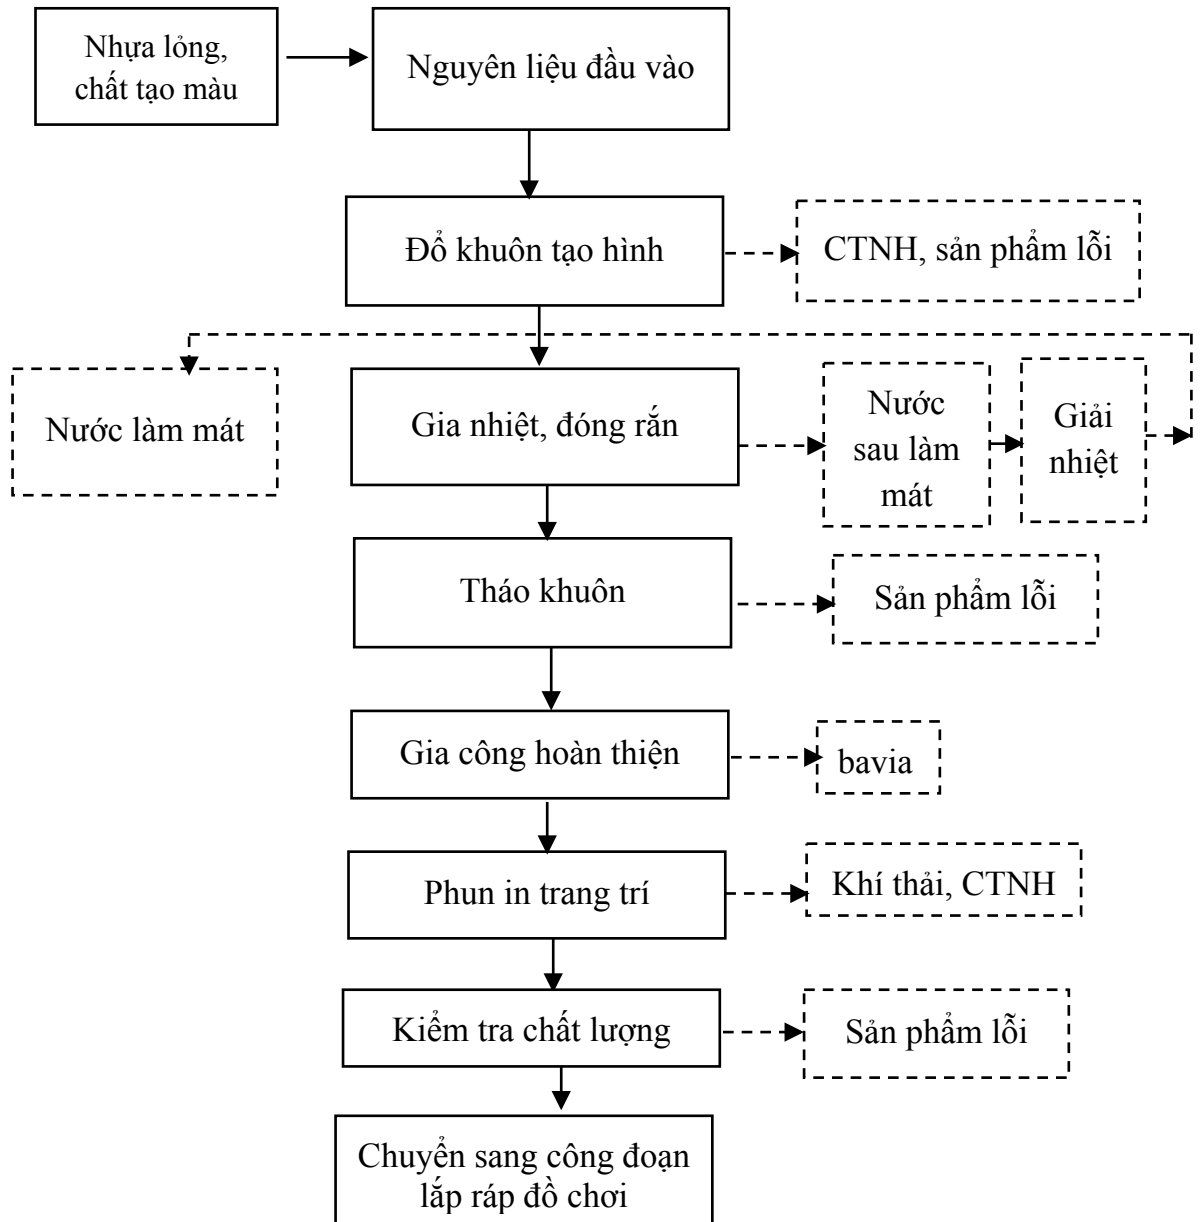 Nhựa lỏng,
chất tạo màu
Nguyên liệu đầu vào
Đổ khuôn tạo hình
CTNH, sản phẩm lỗi
Nước làm mát
Gia nhiệt, đóng rắn
Nước
sau làm
mát
Giải
nhiệt
Tháo khuôn
Sản phẩm lỗi
Gia công hoàn thiện
bavia
Phun in trang trí
Khí thải, CTNH
Kiểm tra chất lượng
Sản phẩm lỗi
Chuyển sang công đoạn
lắp ráp đồ chơi